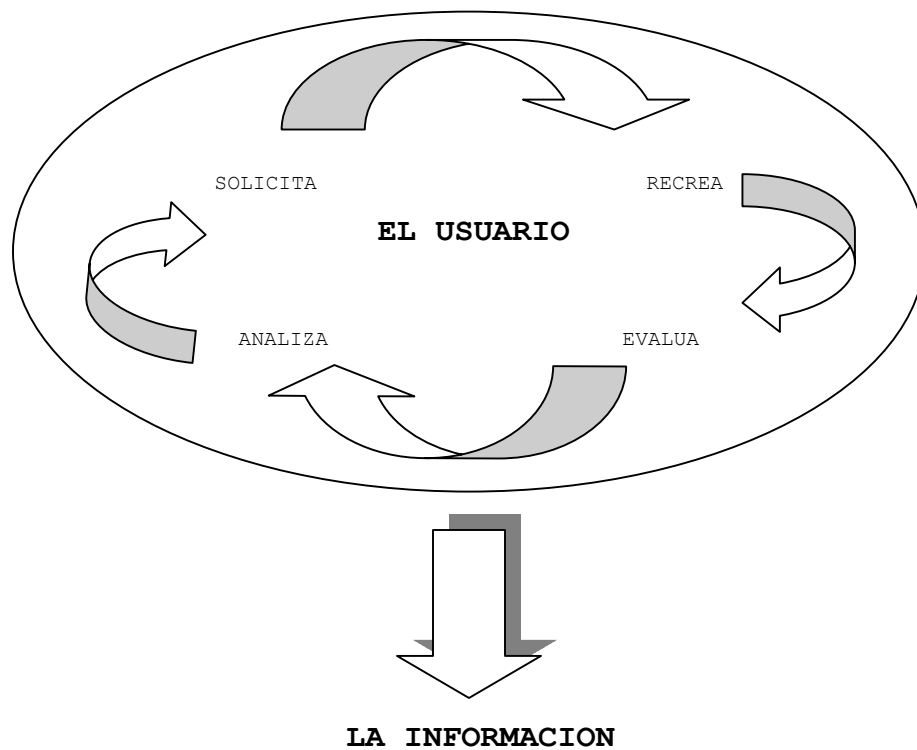 SOLICITA
RECREA
EL USUARIO
ANALIZA
EVALUA
LA INFORMACION